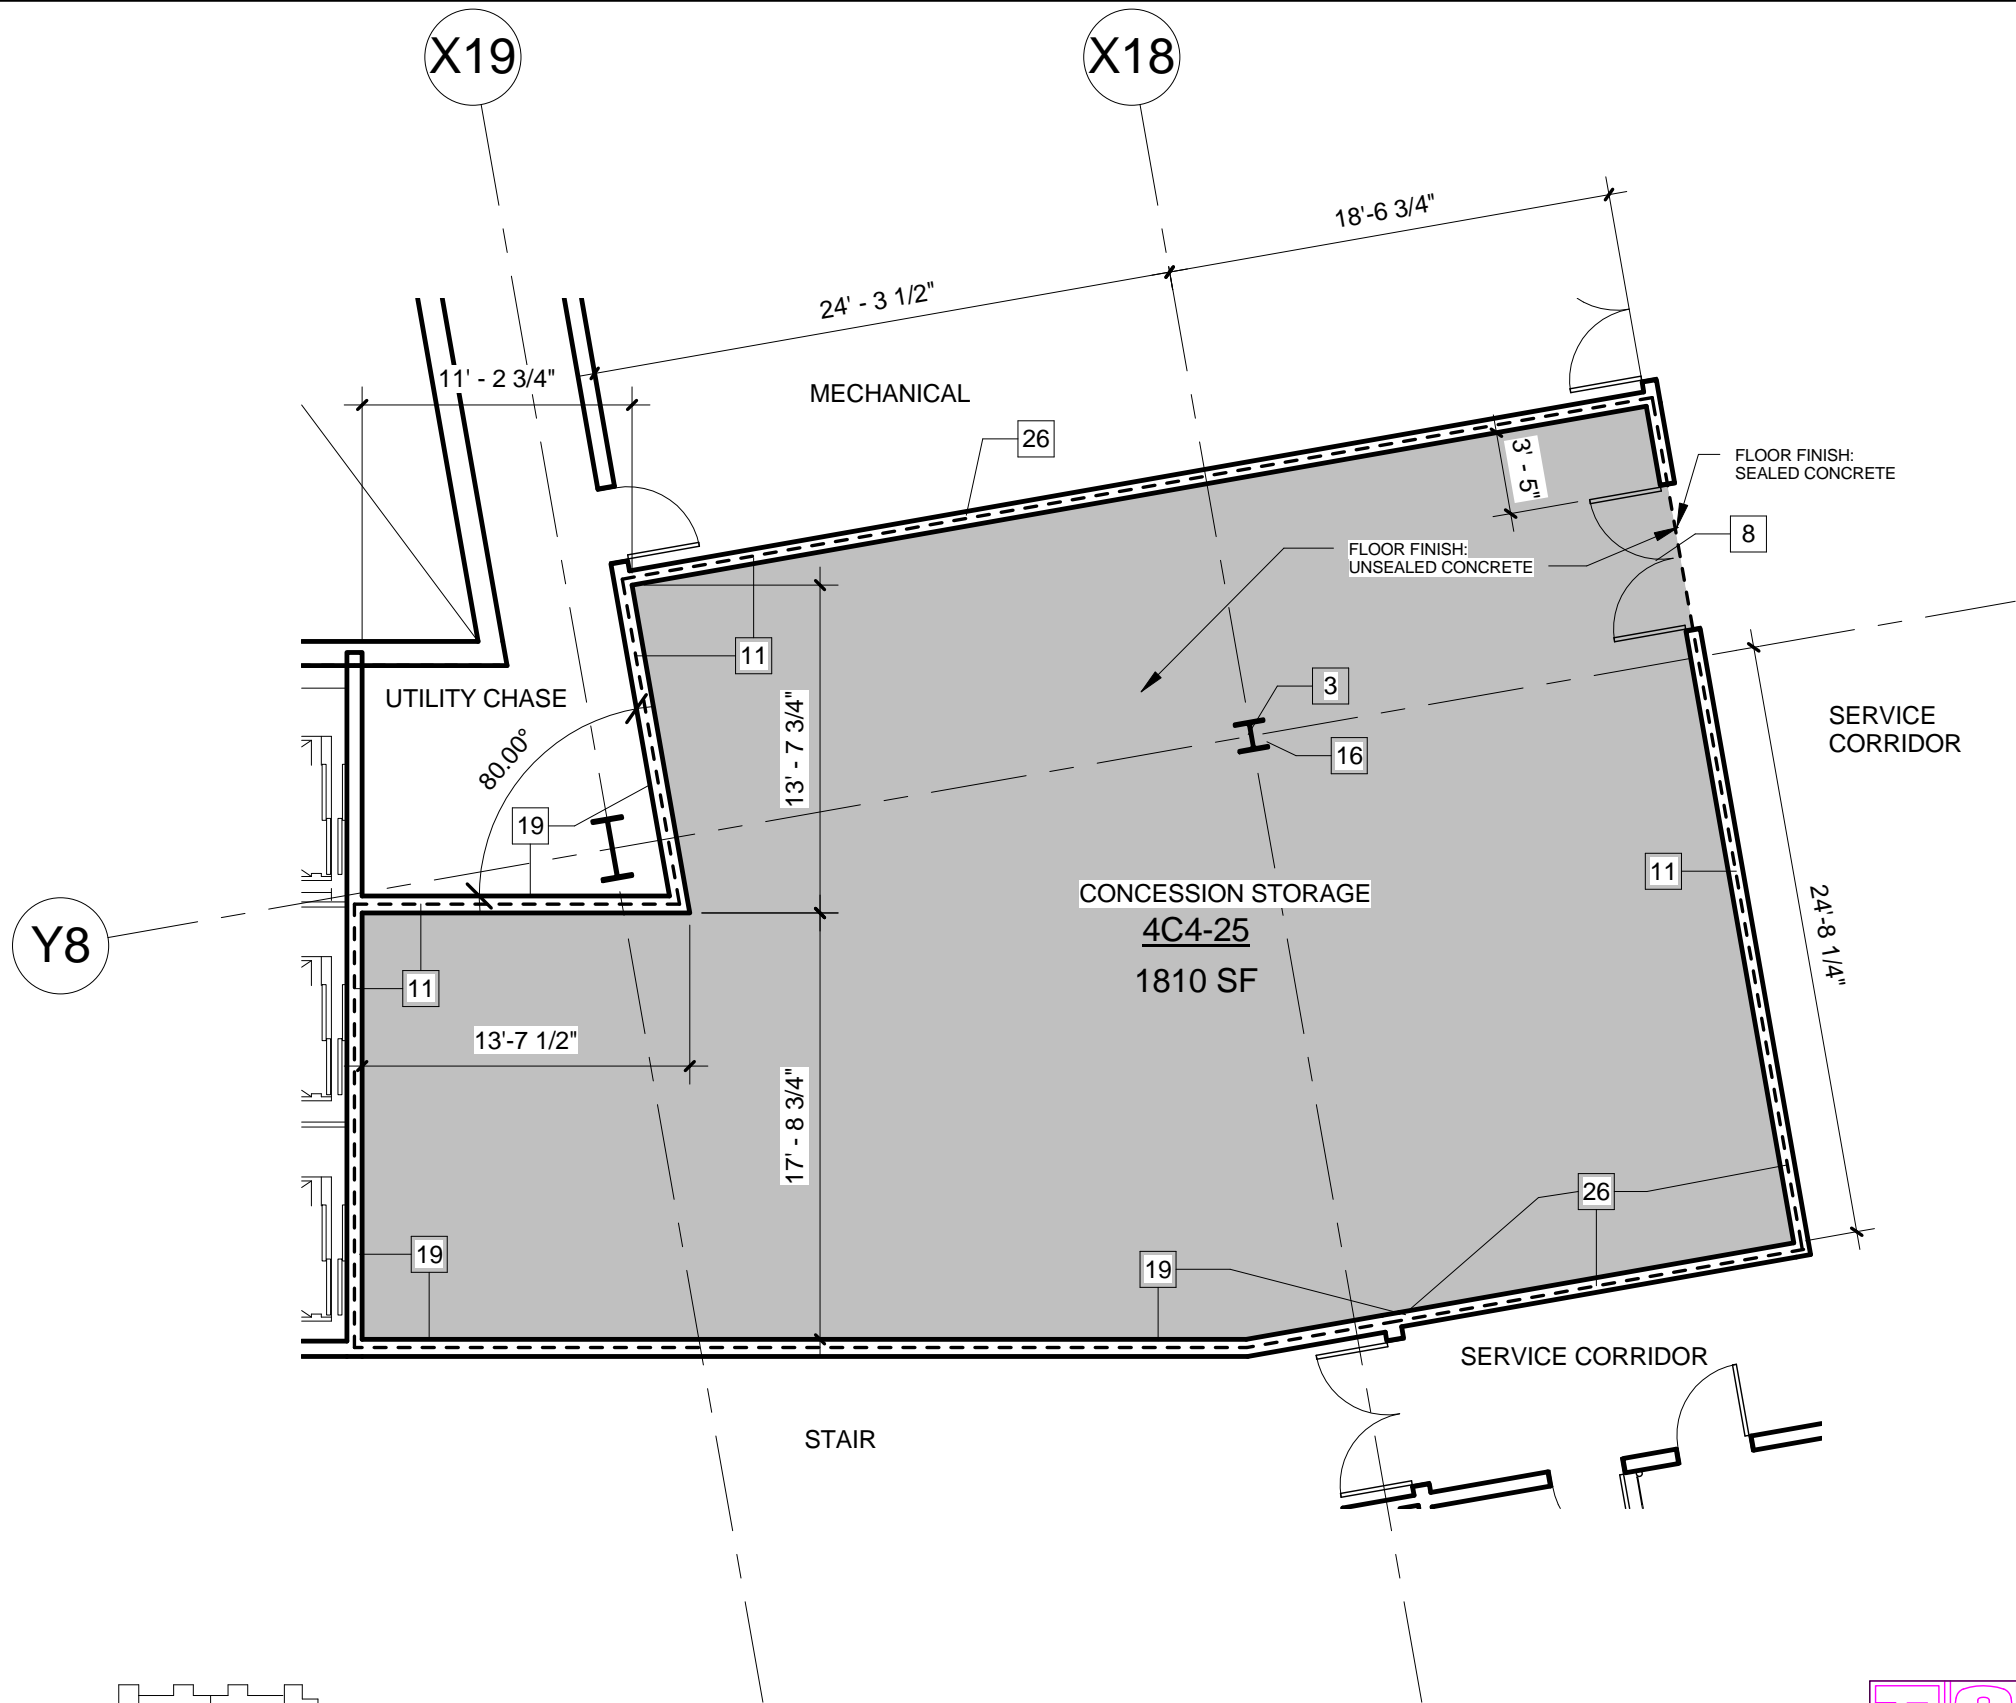 X19
X18
18'-6 3/4"
24' - 3 1/2"
11' - 2 3/4"
MECHANICAL
26
3' - 5"
FLOOR FINISH:
SEALED CONCRETE
8
FLOOR FINISH:
UNSEALED CONCRETE
11
UTILITY CHASE
3
SERVICE
CORRIDOR
80.00°
13' - 7 3/4"
16
19
11
CONCESSION STORAGE
4C4-25
1810 SF
24'-8 1/4"
Y8
11
13'-7 1/2"
17' - 8 3/4"
26
19
19
SERVICE CORRIDOR
STAIR